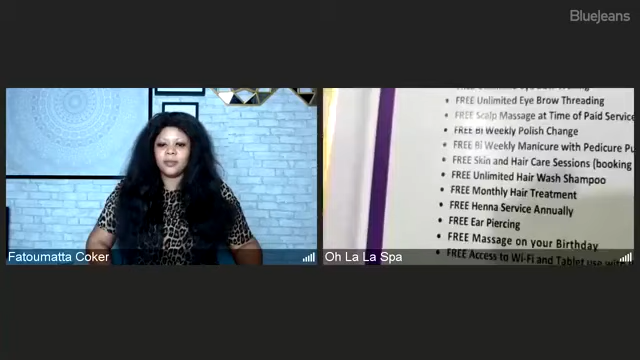 BlueJeans
FREE Unlimited Eye Brow Threading
FREE Scalp Massage at Time of Paid Service
FREE Bi Weekly Polish Change
FREE Bi Weekly Manicure with Pedicure
FREE Skin and Hair Care Sessions (booking
FREE Unlimited Hair Wash Shampoo
FREE Monthly Hair Treatment
FREE Henna Service Annually
FREE Ear Piercing
FREE Massage on your Birthday
FREE Access to Wi-Fi and Tablet use
Fatoumatta Coker
Oh La La Spa